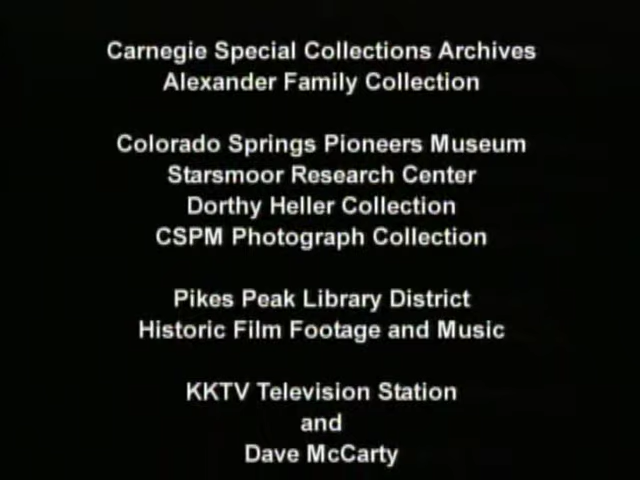 Carnegie Special Collections Archives
Alexander Family Collection
Colorado Springs Pioneers Museum
Starsmoor Research Center
Dorthy Heller Collection
CSPM Photograph Collection
Pikes Peak Library District
Historic Film Footage and Music
KKTV Television Station
and
Dave McCarty